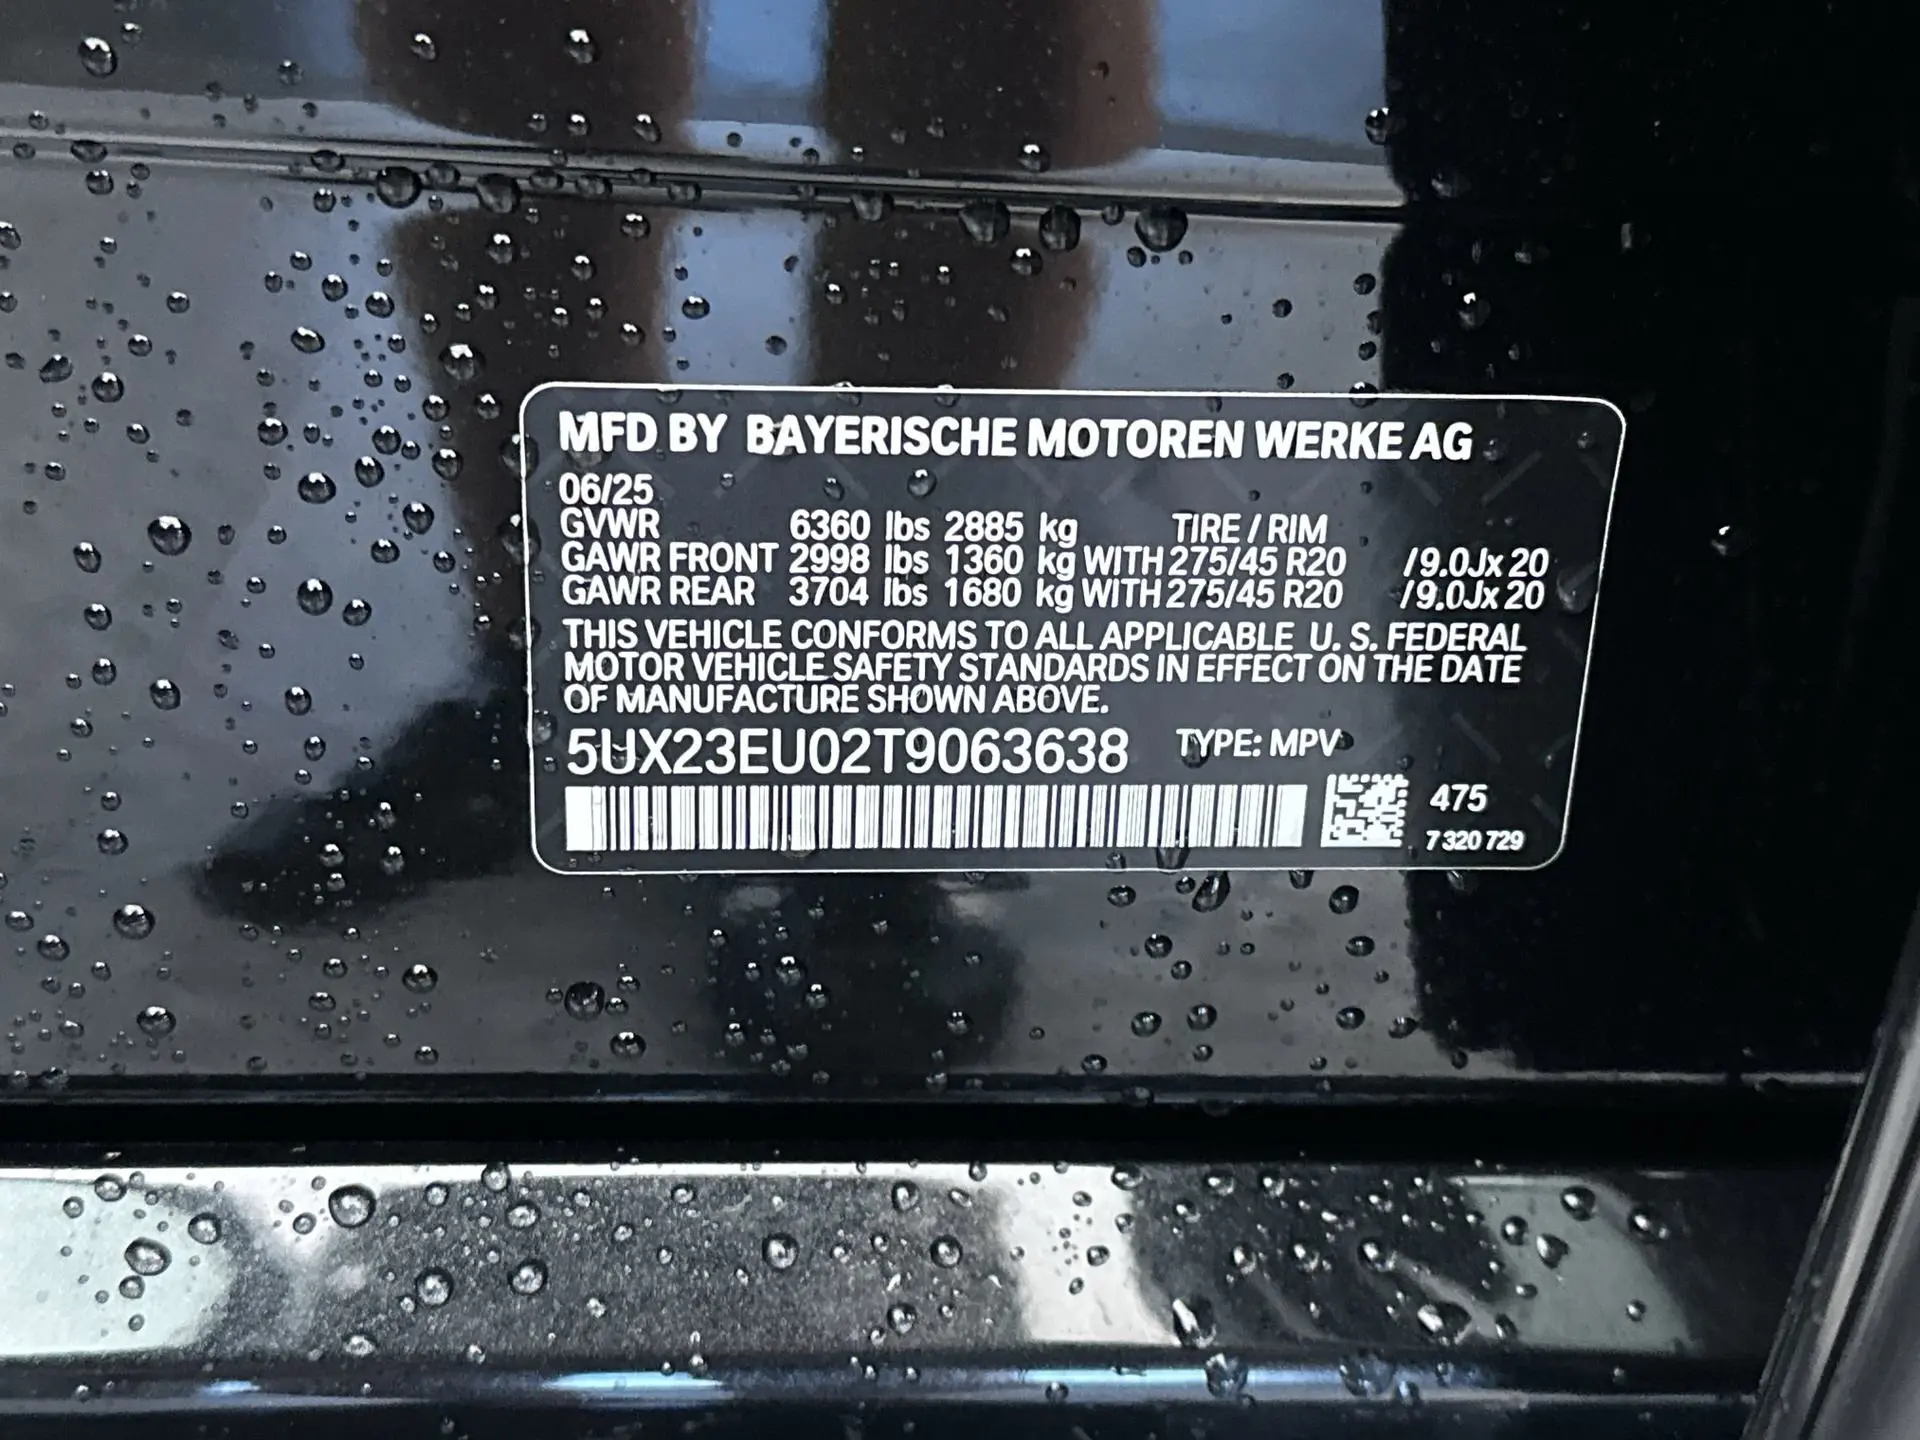 MFD BY BAYERISCHE MOTOREN WERKE AG
06/25
GVWR 6360 lbs 2885 kg TIRE / RIM
GAWR FRONT 2998 lbs 1360 kg WITH 275/45 R20 /9.0Jx 20
GAWR REAR 3704 lbs 1680 kg WITH 275/45 R20 /9.0Jx 20
THIS VEHICLE CONFORMS TO ALL APPLICABLE U. S. FEDERAL
MOTOR VEHICLE SAFETY STANDARDS IN EFFECT ON THE DATE
OF MANUFACTURE SHOWN ABOVE.
5UX23EU02T9063638 TYPE: MPV
475
7 320 729